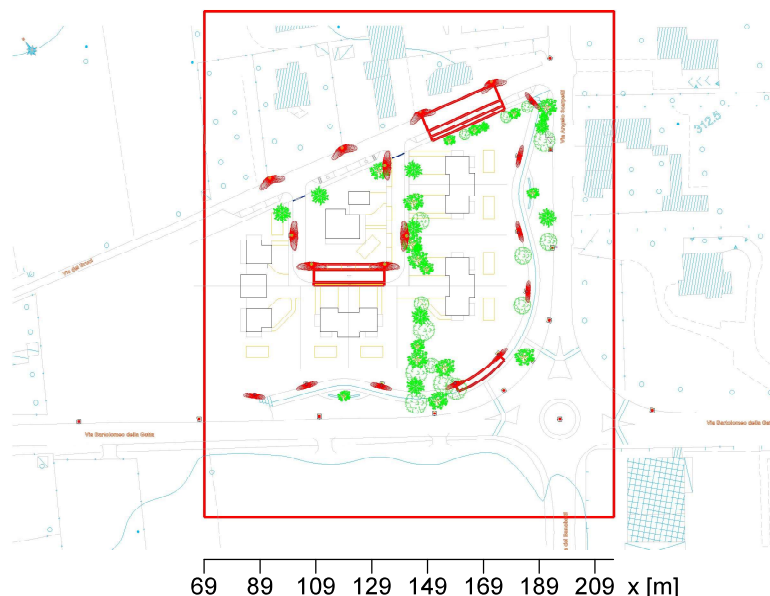 Via Angelo Scarpetti
312,5
Via dei Bossi
Via Bartolomeo della Gatta
Via Bartolomeo della Ga
69 89 109 129 149 169 189 209 x [m]